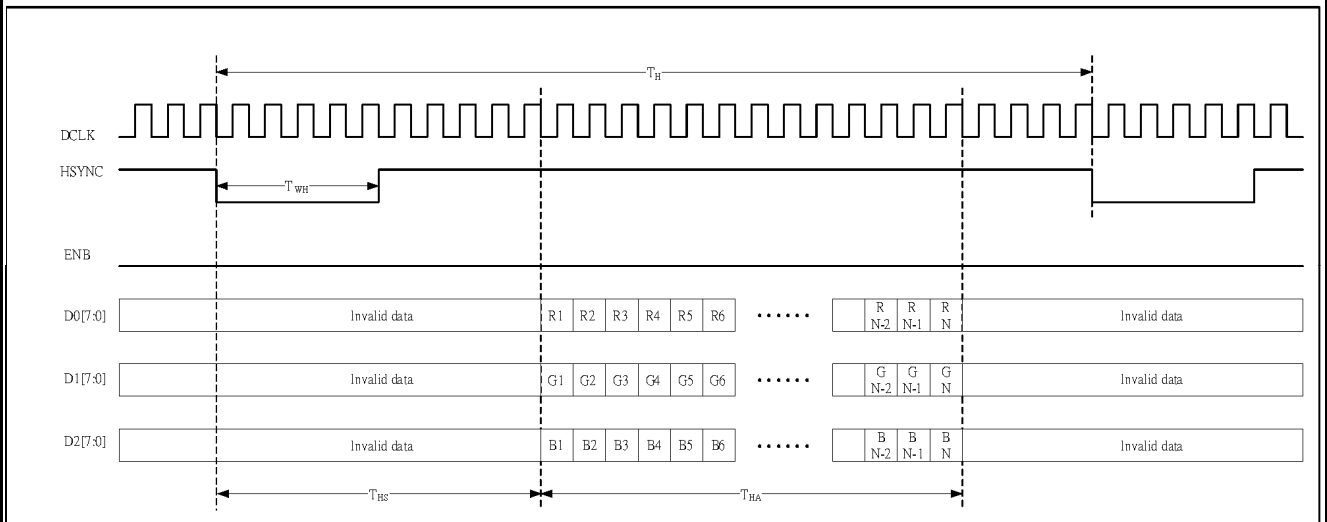 TH
DCLK
HSYNC
TWH
ENB
D0[7:0] Invalid data R1 R2 R3 R4 R5 R6 ...... R N-2 R N-1 R N Invalid data
D1[7:0] Invalid data G1 G2 G3 G4 G5 G6 ...... G N-2 G N-1 G N Invalid data
D2[7:0] Invalid data B1 B2 B3 B4 B5 B6 ...... B N-2 B N-1 B N Invalid data
THS THA